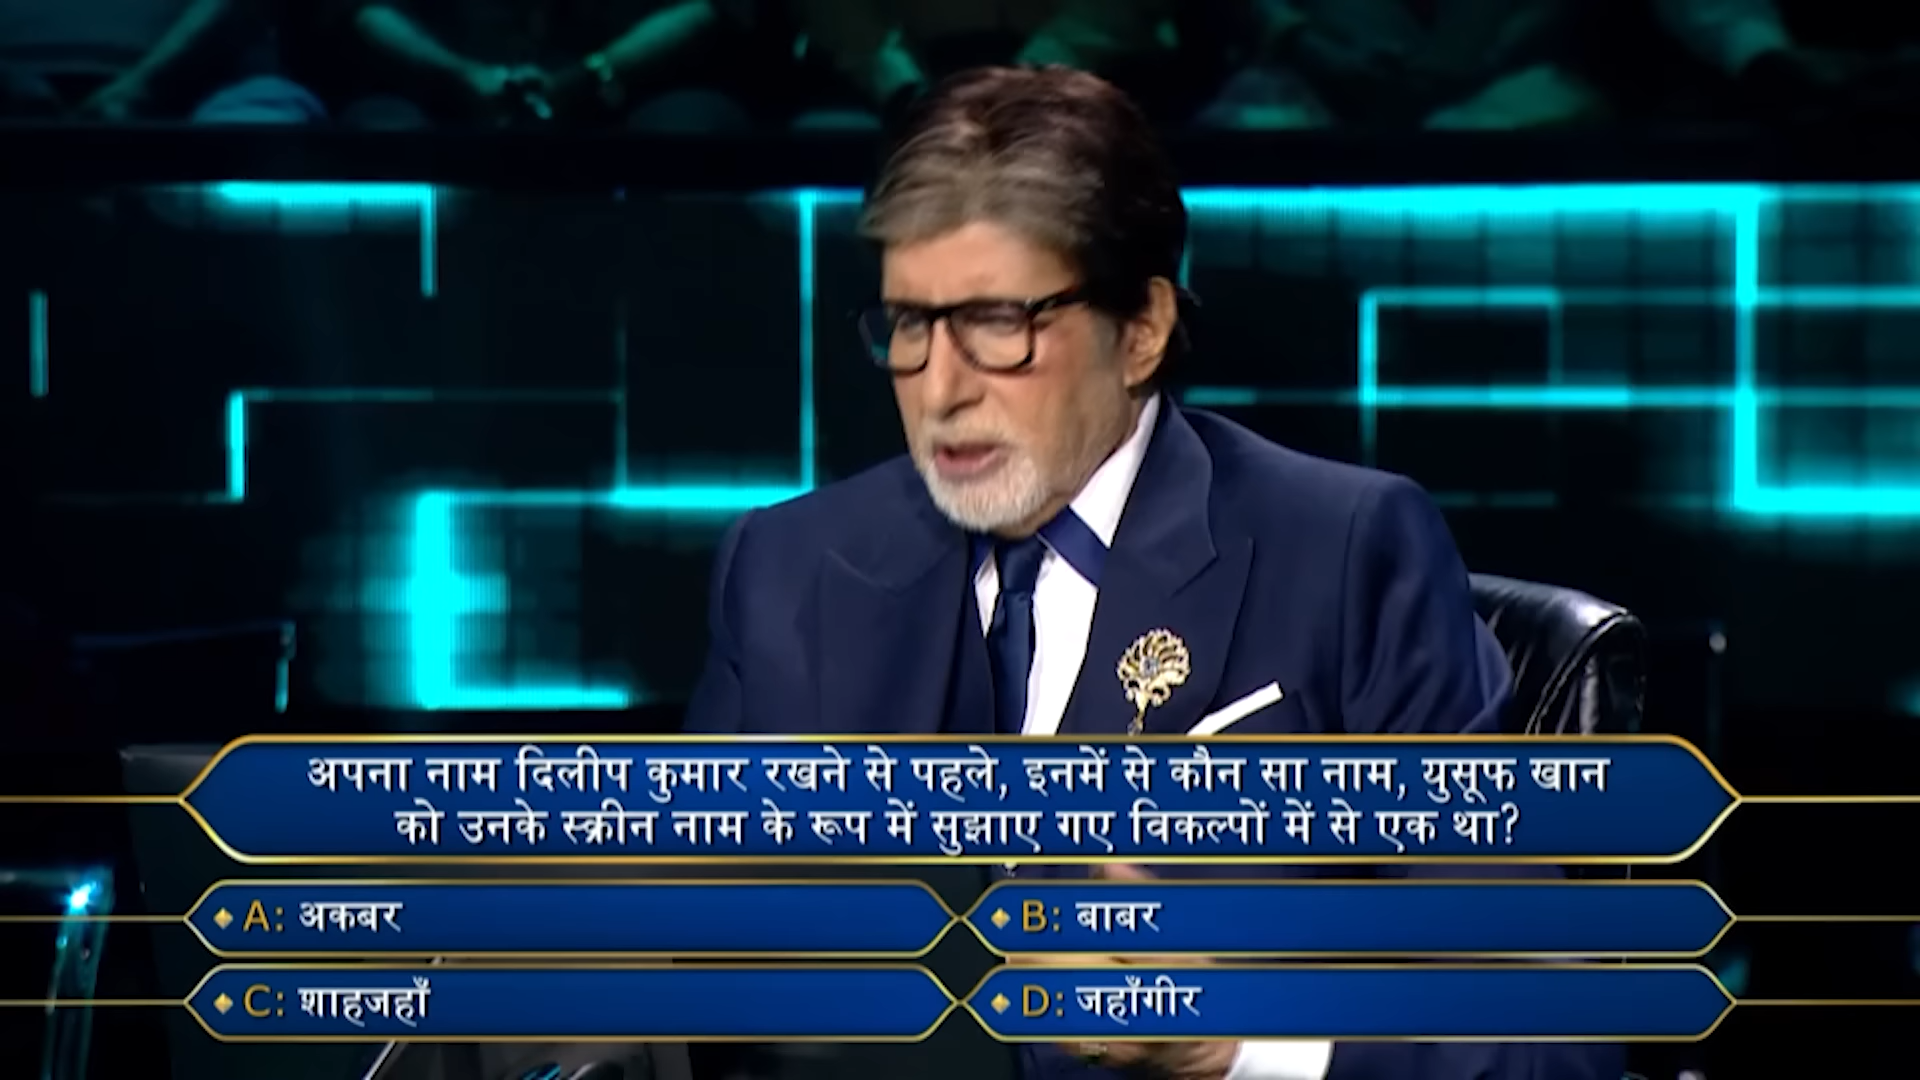 अपना नाम दिलीप कुमार रखने से पहले, इनमें से कौन सा नाम, युसूफ खान
को उनके स्क्रीन नाम के रूप में सुझाए गए विकल्पों में से एक था?
A: अकबर
B: बाबर
C: शाहजहाँ
D: जहाँगीर